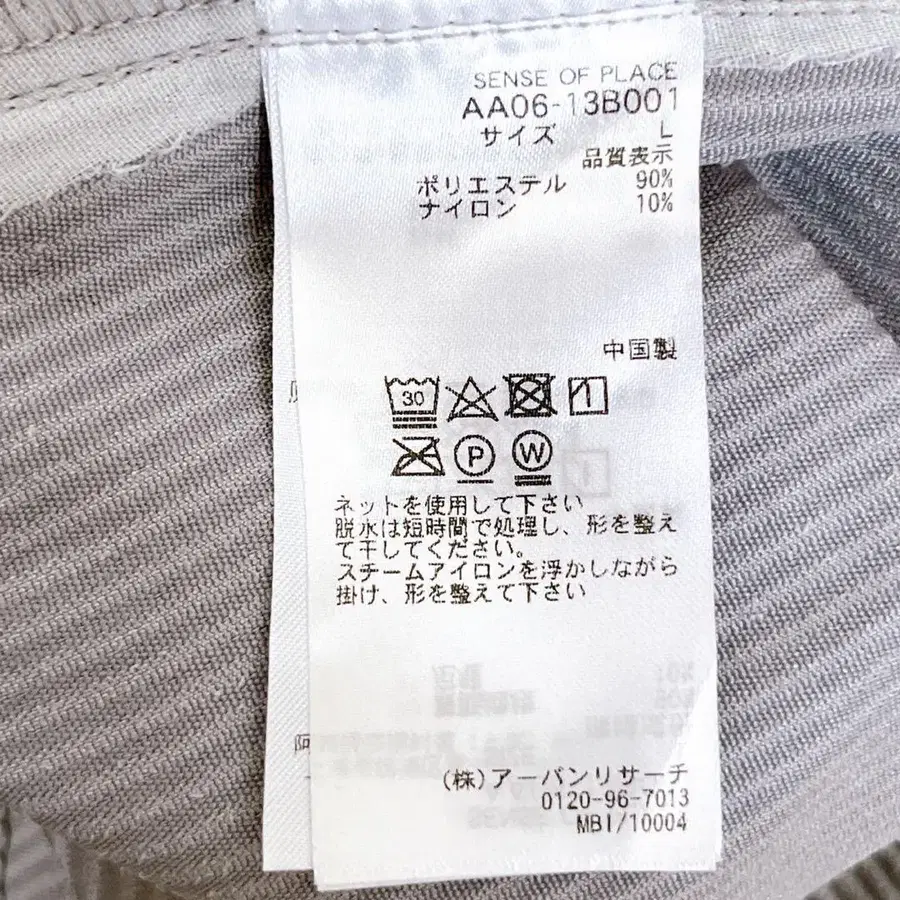 SENSE OF PLACE
AA06-13B001
サイズ L
品質表示
ポリエステル 90%
ナイロン 10%
中国製
30
P W
ネットを使用して下さい
脱水は短時間で処理し、形を整え
て干してください。
スチームアイロンを浮かしながら
掛け、形を整えて下さい
阿
(株)アーバンリサーチ
0120-96-7013
MBI/10004